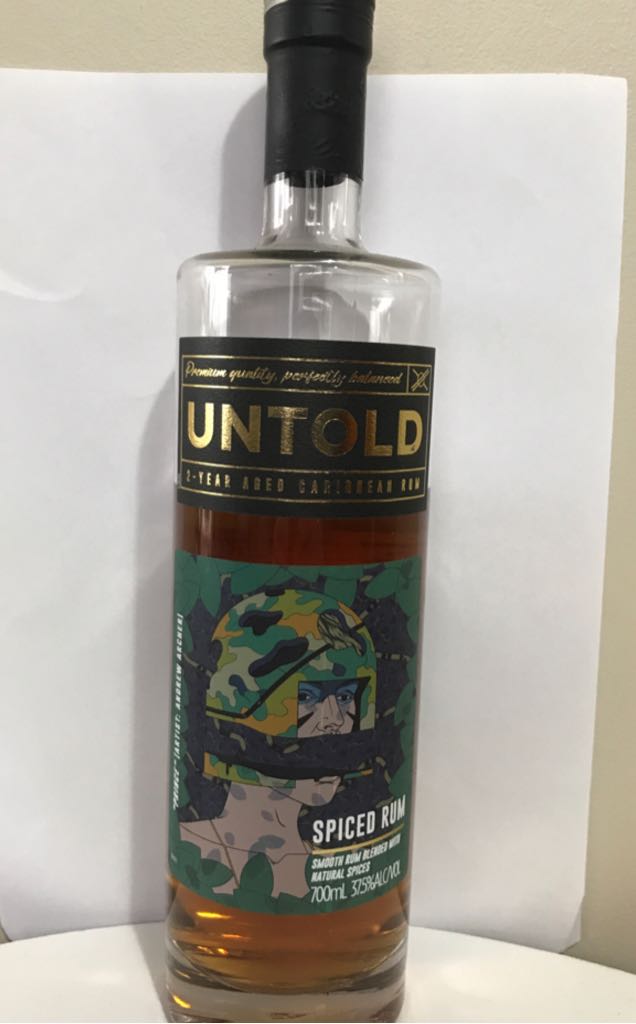 Premium quality, perfectly balanced
UNTOLD
2-YEAR AGED CARIBBEAN RUM
[ARTIST: ANDREW ARCHER]
SPICED RUM
SMOOTH RUM BLENDED WITH
NATURAL SPICES
700mL 37.5%ALC/VOL